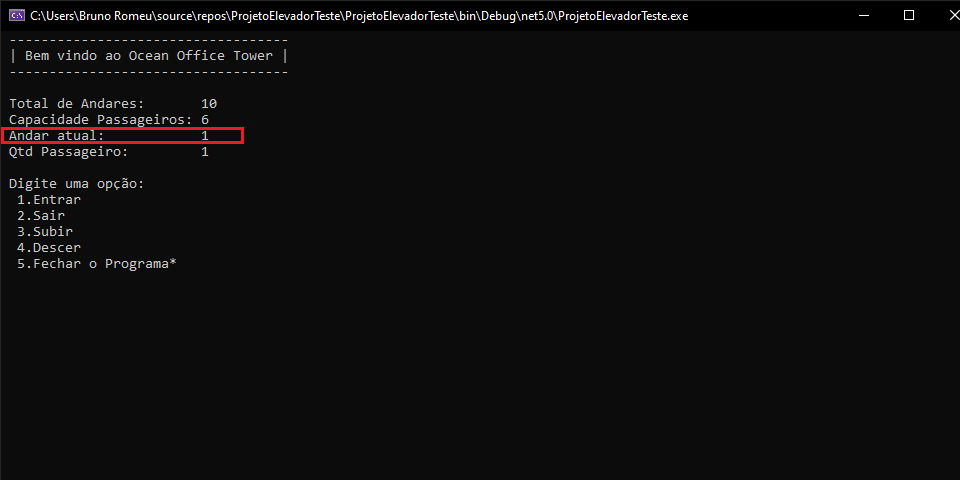 C:\Users\Bruno Romeu\source\repos\ProjetoElevadorTeste\ProjetoElevadorTeste\bin\Debug\net5.0\ProjetoElevadorTeste.exe
-----------------------------------
| Bem vindo ao Ocean Office Tower |
-----------------------------------
Total de Andares:       10
Capacidade Passageiros: 6
Andar atual:            1
Qtd Passageiro:         1
Digite uma opção:
1.Entrar
2.Sair
3.Subir
4.Descer
5.Fechar o Programa*